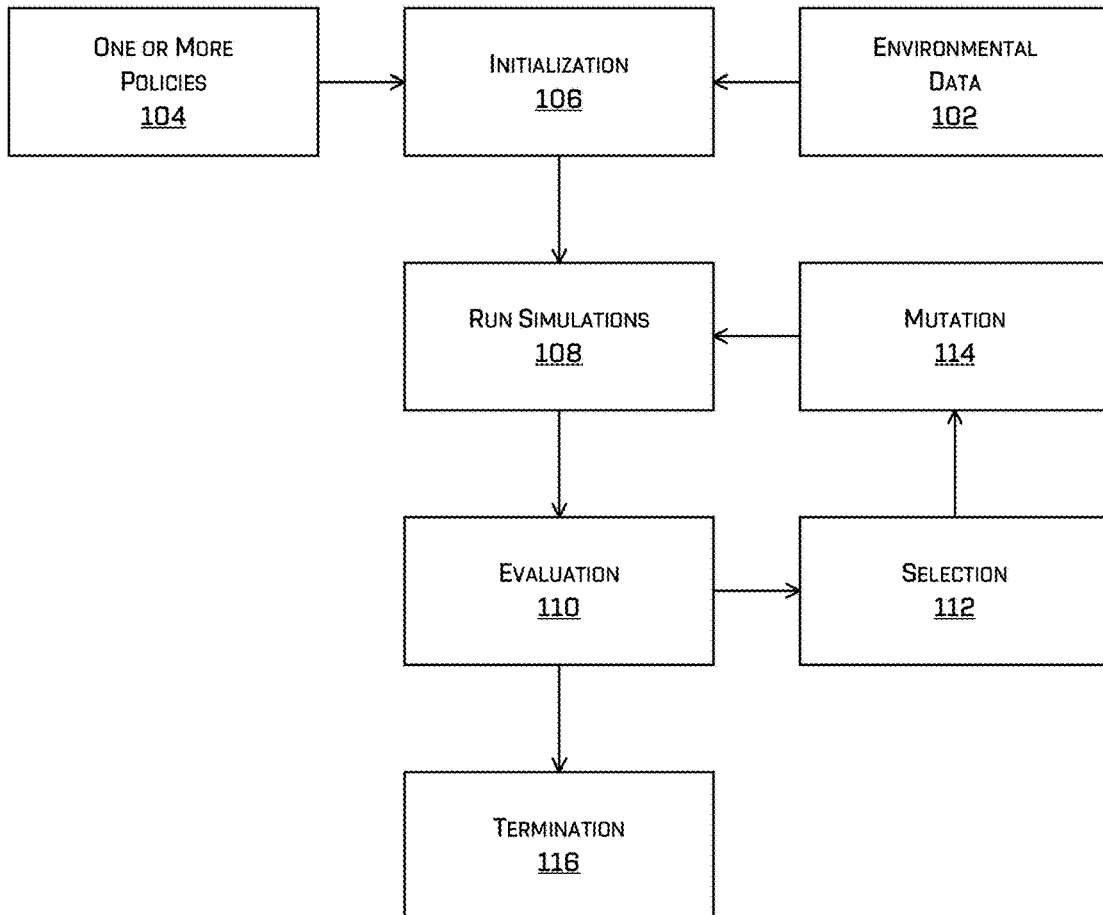 ONE OR MORE
POLICIES
104
INITIALIZATION
106
ENVIRONMENTAL
DATA
102
RUN SIMULATIONS
108
MUTATION
114
EVALUATION
110
SELECTION
112
TERMINATION
116